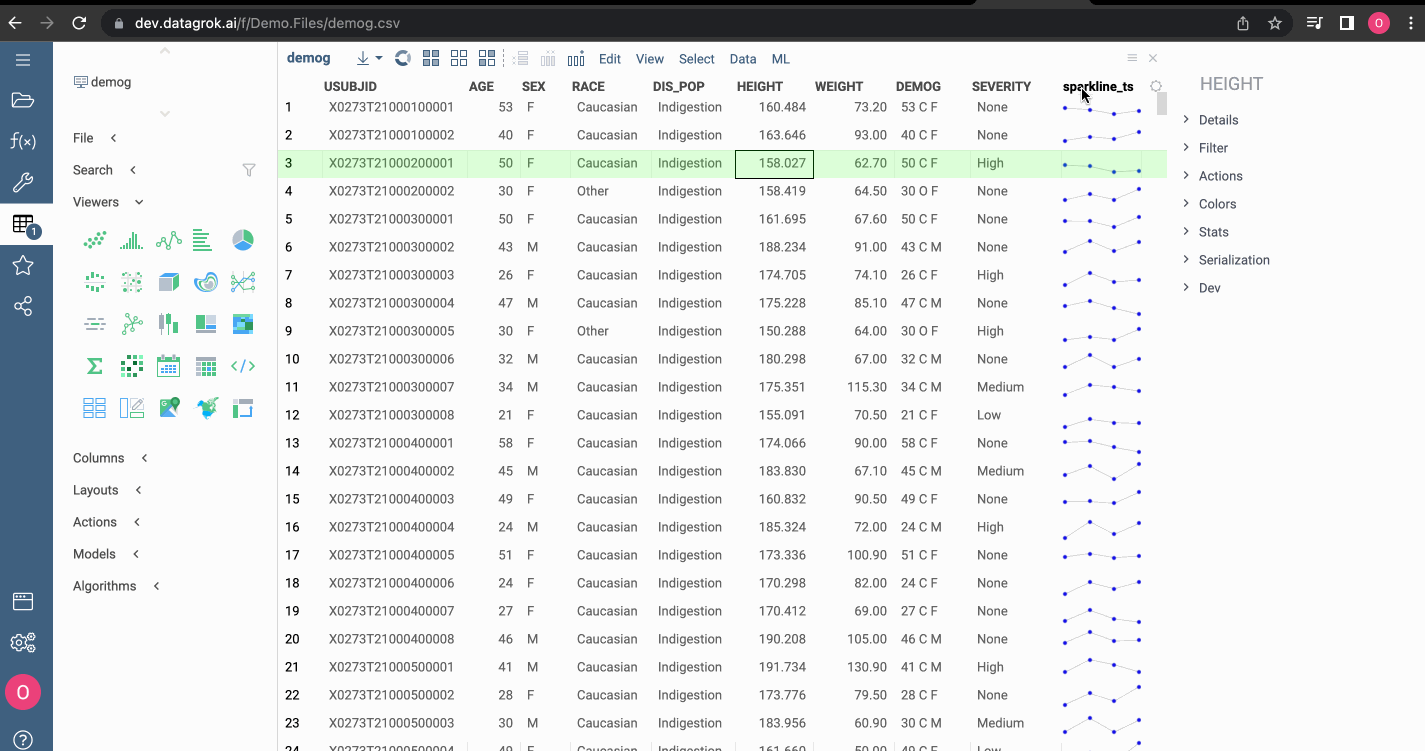 dev.datagrok.ai/f/Demo.Files/demog.csv
O
demog
File
Search
Viewers
1
Columns
Layouts
Actions
Models
Algorithms
O
demog Edit View Select Data ML
USUBJID AGE SEX RACE DIS_POP HEIGHT WEIGHT DEMOG SEVERITY sparkline_ts
1 X0273T21000100001 53 F Caucasian Indigestion 160.484 73.20 53 C F None
2 X0273T21000100002 40 F Caucasian Indigestion 163.646 93.00 40 C F None
3 X0273T21000200001 50 F Caucasian Indigestion 158.027 62.70 50 C F High
4 X0273T21000200002 30 F Other Indigestion 158.419 64.50 30 O F None
5 X0273T21000300001 50 F Caucasian Indigestion 161.695 67.60 50 C F None
6 X0273T21000300002 43 M Caucasian Indigestion 188.234 91.00 43 C M None
7 X0273T21000300003 26 F Caucasian Indigestion 174.705 74.10 26 C F High
8 X0273T21000300004 47 M Caucasian Indigestion 175.228 85.10 47 C M None
9 X0273T21000300005 30 F Other Indigestion 150.288 64.00 30 O F High
10 X0273T21000300006 32 M Caucasian Indigestion 180.298 67.00 32 C M None
11 X0273T21000300007 34 M Caucasian Indigestion 175.351 115.30 34 C M Medium
12 X0273T21000300008 21 F Caucasian Indigestion 155.091 70.50 21 C F Low
13 X0273T21000400001 58 F Caucasian Indigestion 174.066 90.00 58 C F None
14 X0273T21000400002 45 M Caucasian Indigestion 183.830 67.10 45 C M Medium
15 X0273T21000400003 49 F Caucasian Indigestion 160.832 90.50 49 C F None
16 X0273T21000400004 24 M Caucasian Indigestion 185.324 72.00 24 C M High
17 X0273T21000400005 51 F Caucasian Indigestion 173.336 100.90 51 C F None
18 X0273T21000400006 24 F Caucasian Indigestion 170.298 82.00 24 C F None
19 X0273T21000400007 27 F Caucasian Indigestion 170.412 69.00 27 C F None
20 X0273T21000400008 46 M Caucasian Indigestion 190.208 105.00 46 C M None
21 X0273T21000500001 41 M Caucasian Indigestion 191.734 130.90 41 C M High
22 X0273T21000500002 28 F Caucasian Indigestion 173.776 79.50 28 C F None
23 X0273T21000500003 30 M Caucasian Indigestion 183.956 60.90 30 C M Medium
24 X0273T21000500004 49 F Caucasian Indigestion 161.660 50.00 49 C F Low
HEIGHT
Details
Filter
Actions
Colors
Stats
Serialization
Dev